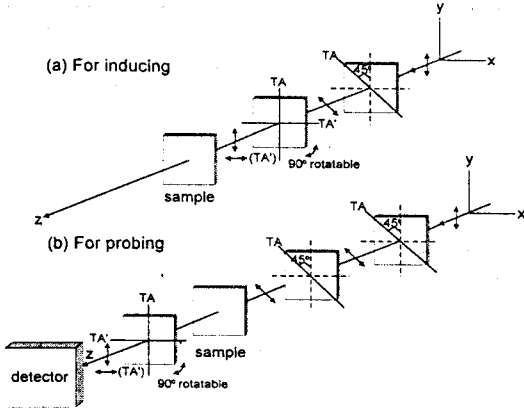 y
x
TA
45°
(a) For inducing
TA
TA'
(TA')
90° rotatable
sample
z
y
x
TA
45°
(b) For probing
TA
45°
TA
TA'
z
(TA')
sample
90° rotatable
detector